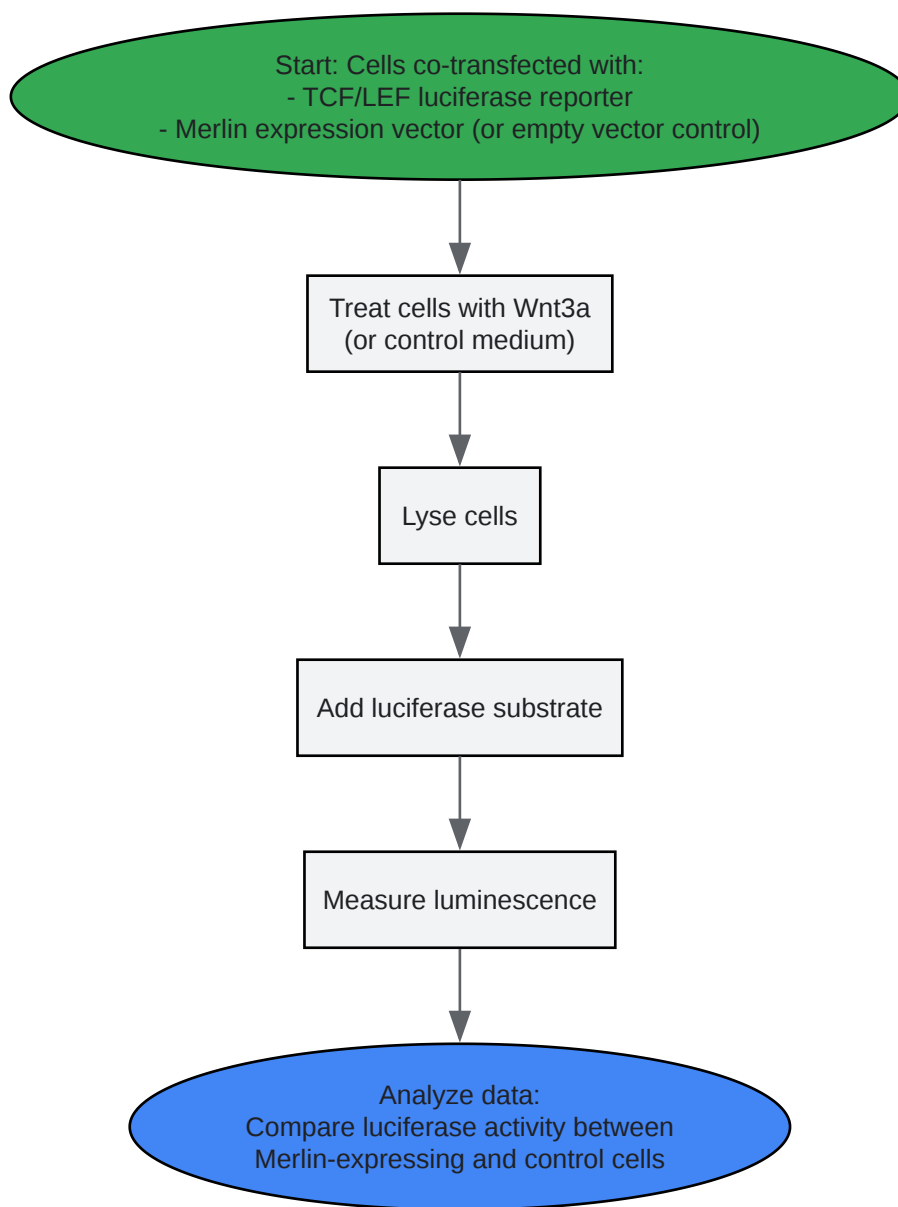 Start: Cells co-transfected with:
- TCF/LEF luciferase reporter
- Merlin expression vector (or empty vector control)
Treat cells with Wnt3a
(or control medium)
Lyse cells
Add luciferase substrate
Measure luminescence
Analyze data:
Compare luciferase activity between
Merlin-expressing and control cells